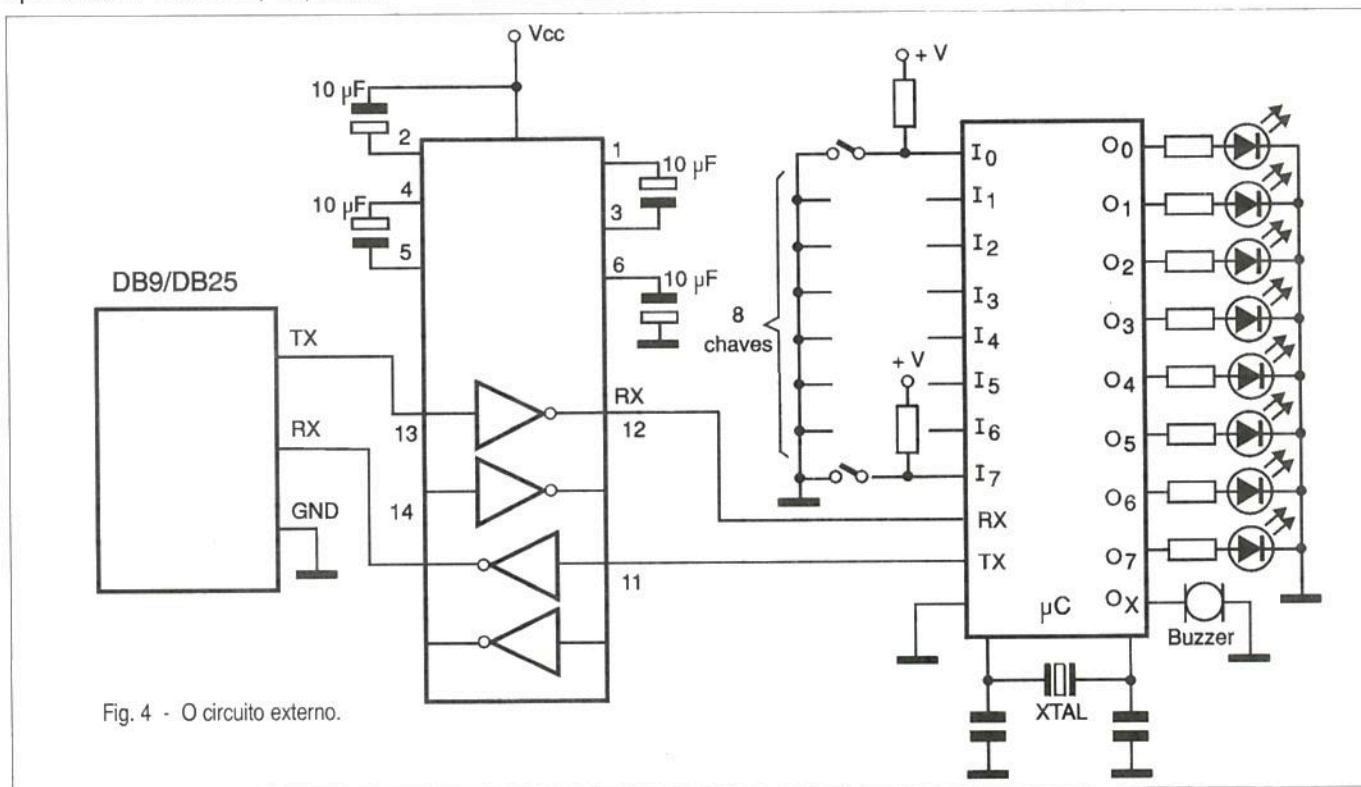 Vcc
10 µF
2
1
10 µF
4
10 µF
3
5
6
10 µF
DB9/DB25
TX
RX
GND
13
RX
12
14
11
+ V
I0
I1
I2
I3
I4
I5
I6
I7
8
chaves
+ V
RX
TX
µC
O0
O1
O2
O3
O4
O5
O6
O7
OX
Buzzer
XTAL
Fig. 4 - O circuito externo.